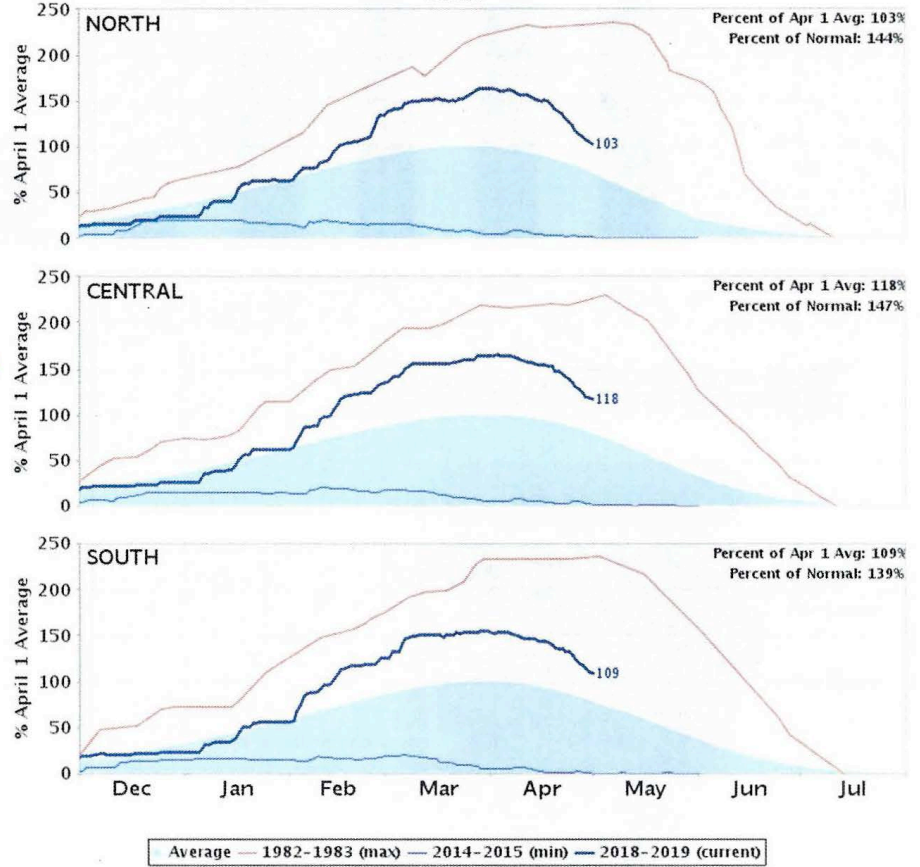 NORTH
Percent of Apr 1 Avg: 103%
Percent of Normal: 144%
% April 1 Average
250
200
150
100
50
0
103
CENTRAL
Percent of Apr 1 Avg: 118%
Percent of Normal: 147%
% April 1 Average
250
200
150
100
50
0
118
SOUTH
Percent of Apr 1 Avg: 109%
Percent of Normal: 139%
% April 1 Average
250
200
150
100
50
0
109
Dec Jan Feb Mar Apr May Jun Jul
Average 1982-1983 (max) 2014-2015 (min) 2018-2019 (current)